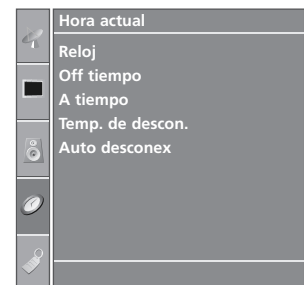 Hora actual
Reloj
Off tiempo
A tiempo
Temp. de descon.
Auto desconex